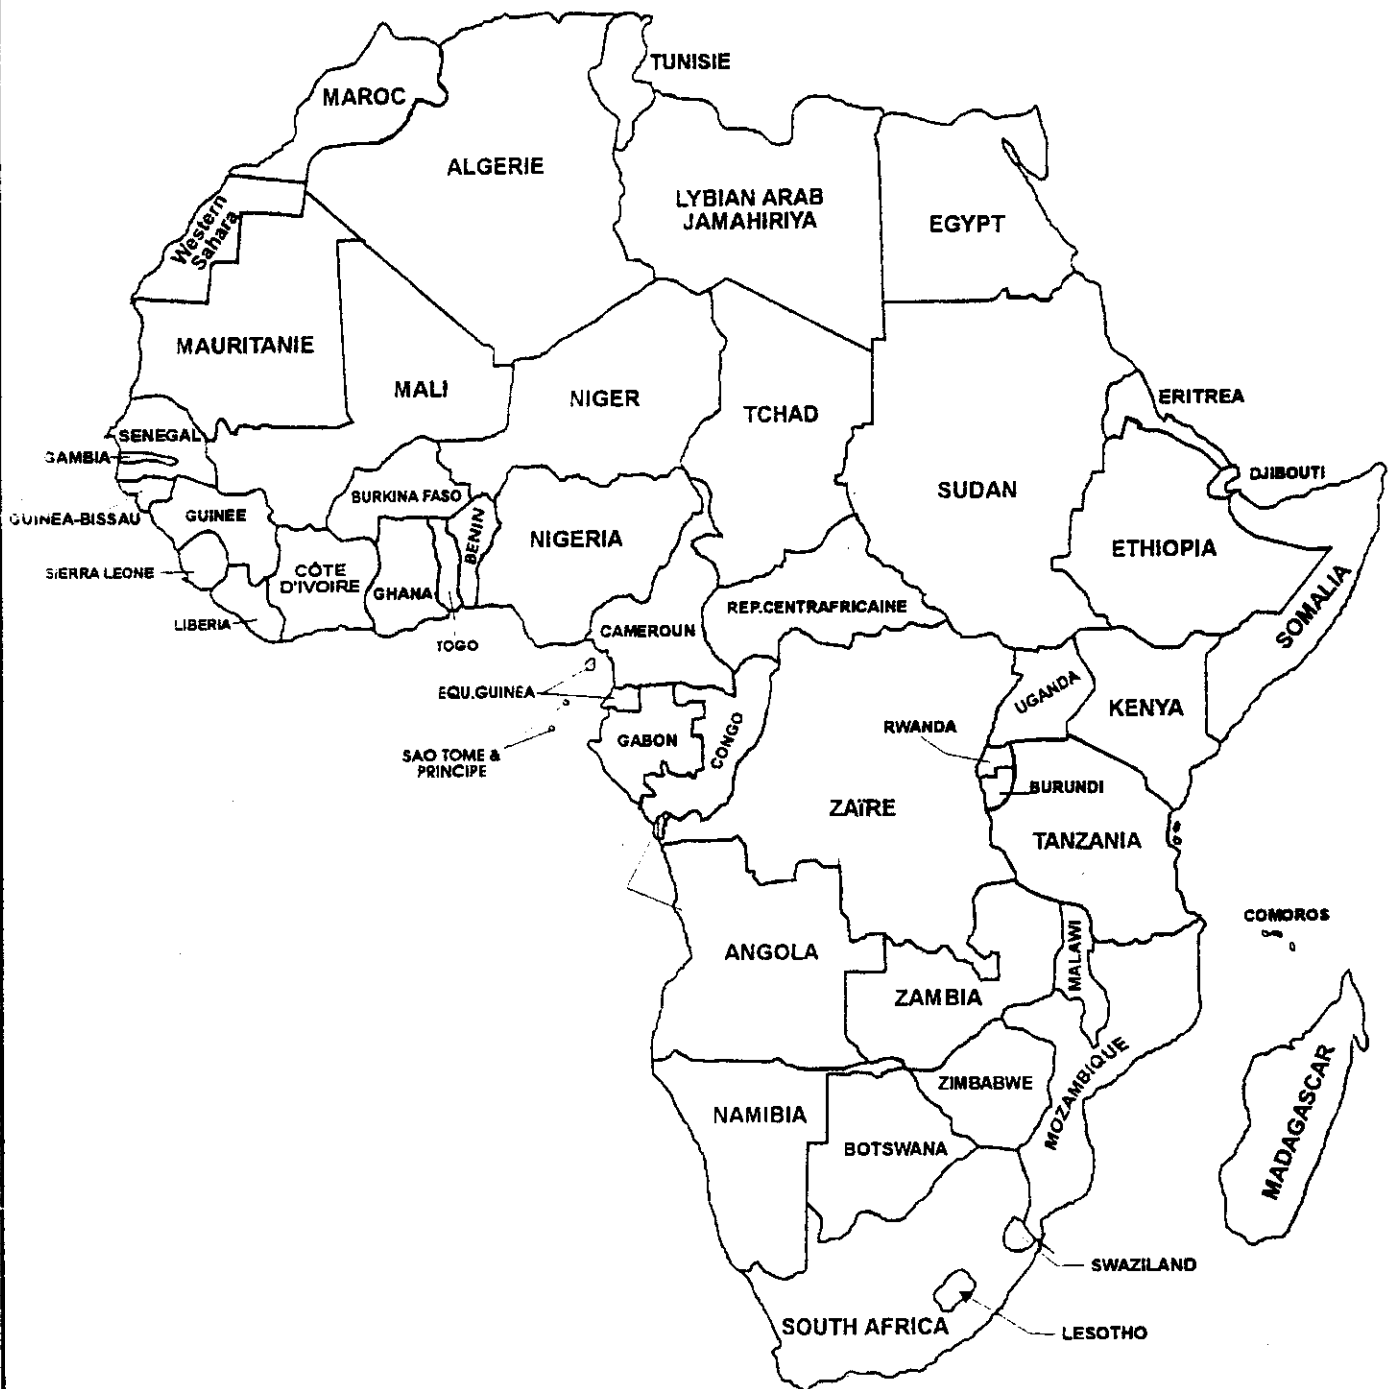 TUNISIE
MAROC
ALGERIE
LYBIAN ARAB
JAMAHIRIYA
EGYPT
Western
Sahara
MAURITANIE
MALI
NIGER
TCHAD
ERITREA
SENEGAL
GAMBIA
DJIBOUTI
SUDAN
BURKINA FASO
GUINEA-BISSAU
GUINEE
BENIN
NIGERIA
ETHIOPIA
SIERRA LEONE
CÔTE
D'IVOIRE
GHANA
REP.CENTRAFRICAINE
SOMALIA
LIBERIA
CAMEROUN
TOGO
EQU.GUINEA
UGANDA
KENYA
RWANDA
GABON
CONGO
SAO TOME &
PRINCIPE
BURUNDI
ZAïRE
TANZANIA
COMOROS
ANGOLA
MALAWI
ZAMBIA
ZIMBABWE
MOZAMBIQUE
NAMIBIA
BOTSWANA
MADAGASCAR
SWAZILAND
SOUTH AFRICA
LESOTHO